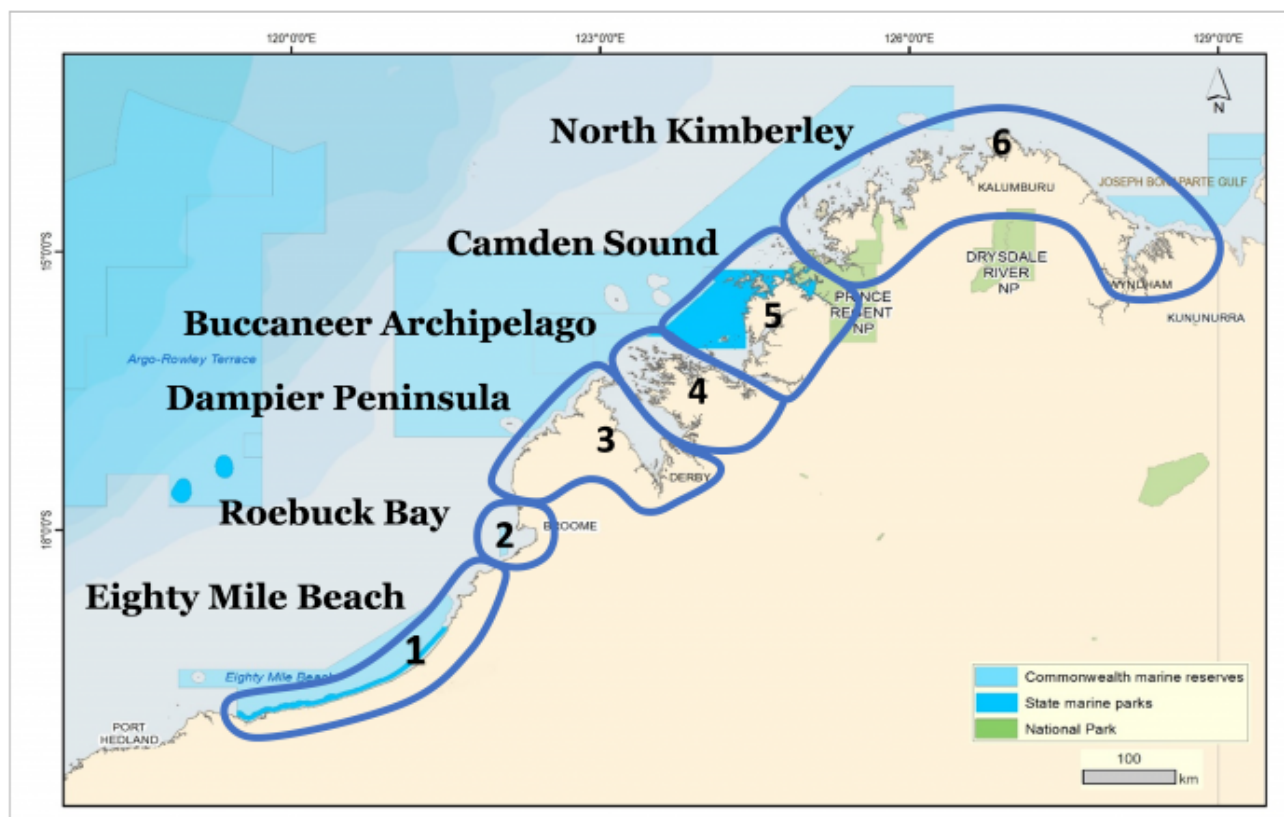 120°0'0"E 123°0'0"E 126°0'0"E 129°0'0"E
N
North Kimberley
6
KALUMBURU
JOSEPH BONAPARTE GULF
Camden Sound
15°0'0"S
DRYSDALE
RIVER
NP
WYNDHAM
PRINCE
REGENT
NP
5
KUNUNURRA
Buccaneer Archipelago
Argo-Rowley Terrace
4
Dampier Peninsula
3
DERBY
Roebuck Bay
2
BROOME
18°0'0"S
Eighty Mile Beach
1
Eighty Mile Beach
PORT
HEDLAND
Commonwealth marine reserves
State marine parks
National Park
100
km